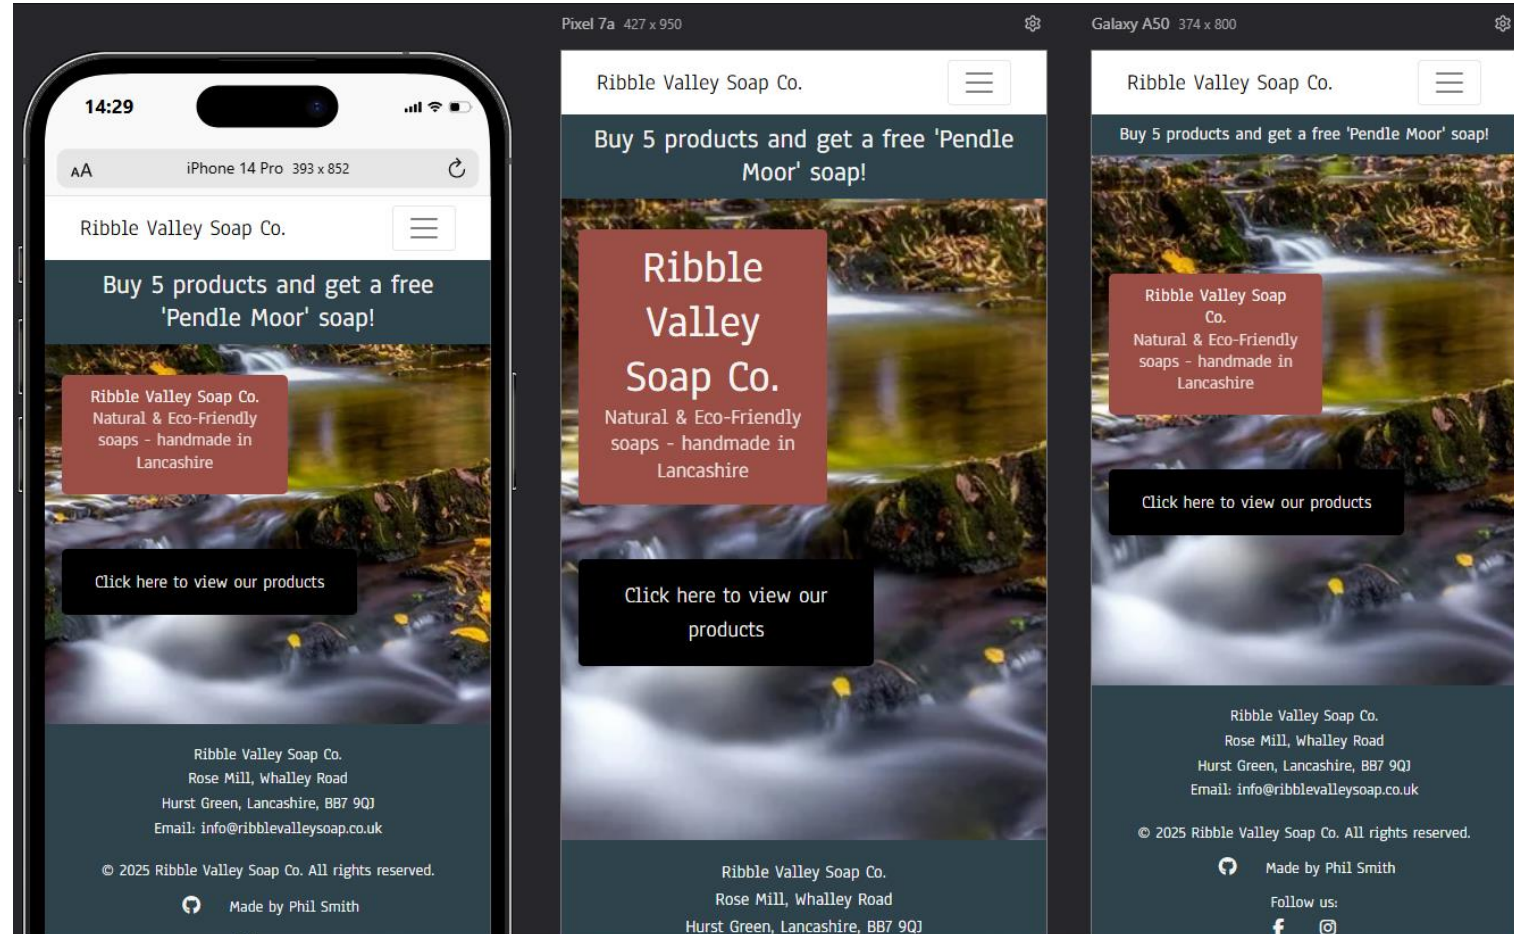 14:29
AA
iPhone 14 Pro 393 x 852
Ribble Valley Soap Co.
Buy 5 products and get a free
'Pendle Moor' soap!
Ribble Valley Soap Co.
Natural & Eco-Friendly
soaps - handmade in
Lancashire
Click here to view our products
Ribble Valley Soap Co.
Rose Mill, Whalley Road
Hurst Green, Lancashire, BB7 9QJ
Email: info@ribblevalleysoap.co.uk
© 2025 Ribble Valley Soap Co. All rights reserved.
Made by Phil Smith
Pixel 7a 427 x 950
Ribble Valley Soap Co.
Buy 5 products and get a free 'Pendle
Moor' soap!
Ribble
Valley
Soap Co.
Natural & Eco-Friendly
soaps - handmade in
Lancashire
Click here to view our
products
Ribble Valley Soap Co.
Rose Mill, Whalley Road
Hurst Green, Lancashire, BB7 9QJ
Galaxy A50 374 x 800
Ribble Valley Soap Co.
Buy 5 products and get a free 'Pendle Moor' soap!
Ribble Valley Soap
Co.
Natural & Eco-Friendly
soaps - handmade in
Lancashire
Click here to view our products
Ribble Valley Soap Co.
Rose Mill, Whalley Road
Hurst Green, Lancashire, BB7 9QJ
Email: info@ribblevalleysoap.co.uk
© 2025 Ribble Valley Soap Co. All rights reserved.
Made by Phil Smith
Follow us: